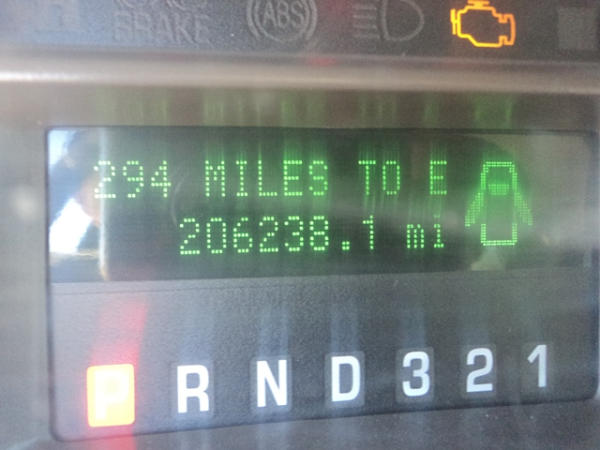 BRAKE
ABS
294 MILES TO E
206238.1 mi
P R N D 3 2 1